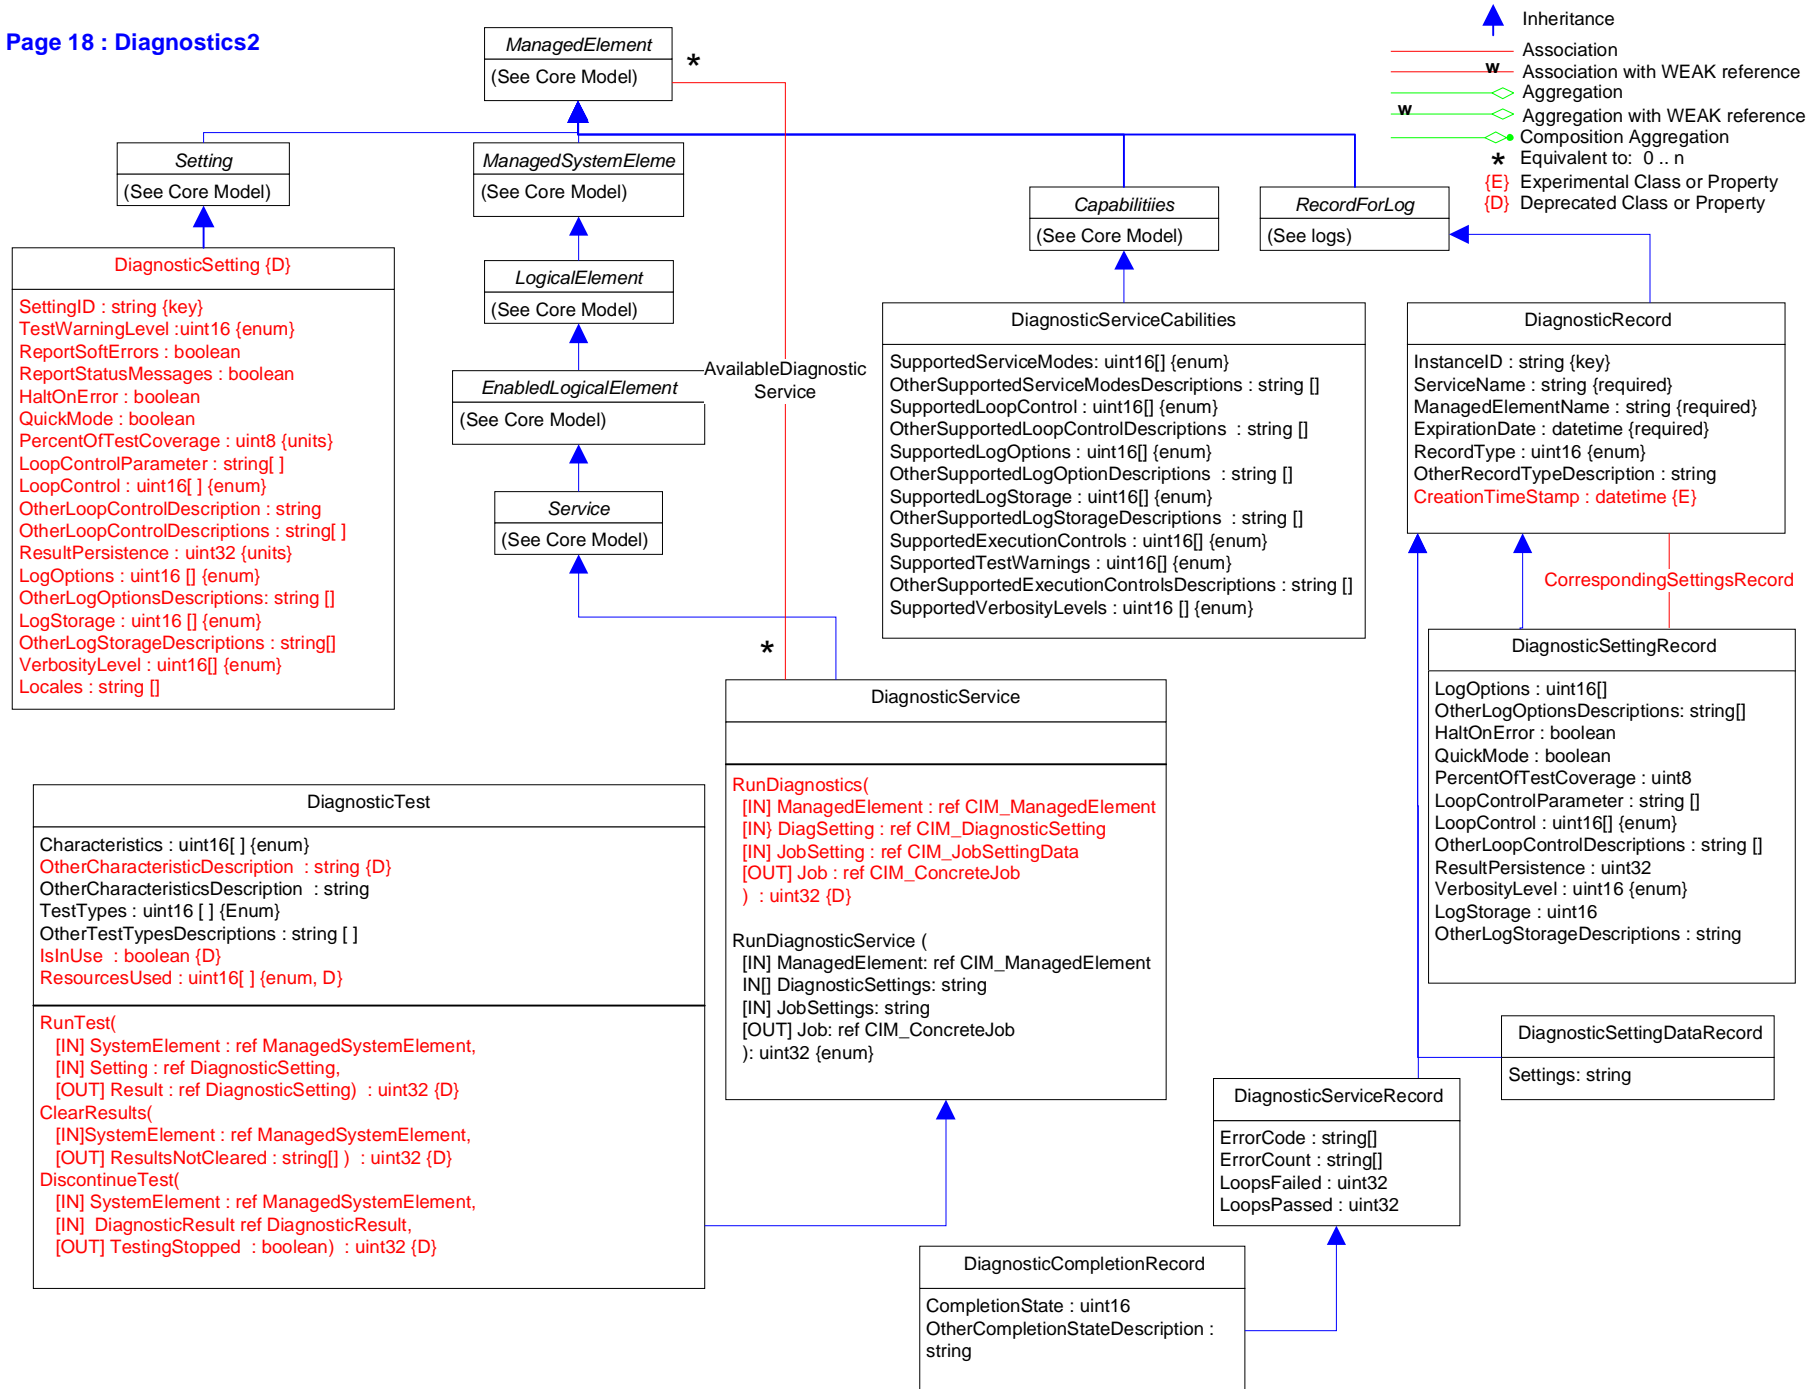 Page 18 : Diagnostics2
Inheritance
Association
w
Association with WEAK reference
Aggregation
w
Aggregation with WEAK reference
Composition Aggregation
* Equivalent to: 0 .. n
{E} Experimental Class or Property
{D} Deprecated Class or Property
ManagedElement
(See Core Model)
*
Setting
(See Core Model)
ManagedSystemEleme
(See Core Model)
Capabilitiies
(See Core Model)
RecordForLog
(See logs)
LogicalElement
(See Core Model)
EnabledLogicalElement
(See Core Model)
Service
(See Core Model)
AvailableDiagnostic
Service
*
DiagnosticSetting {D}
SettingID : string {key}
TestWarningLevel :uint16 {enum}
ReportSoftErrors : boolean
ReportStatusMessages : boolean
HaltOnError : boolean
QuickMode : boolean
PercentOfTestCoverage : uint8 {units}
LoopControlParameter : string[ ]
LoopControl : uint16[ ] {enum}
OtherLoopControlDescription : string
OtherLoopControlDescriptions : string[ ]
ResultPersistence : uint32 {units}
LogOptions : uint16 [] {enum}
OtherLogOptionsDescriptions: string []
LogStorage : uint16 [] {enum}
OtherLogStorageDescriptions : string[]
VerbosityLevel : uint16[] {enum}
Locales : string []
DiagnosticServiceCabilities
SupportedServiceModes: uint16[] {enum}
OtherSupportedServiceModesDescriptions : string []
SupportedLoopControl : uint16[] {enum}
OtherSupportedLoopControlDescriptions : string []
SupportedLogOptions : uint16[] {enum}
OtherSupportedLogOptionDescriptions : string []
SupportedLogStorage : uint16[] {enum}
OtherSupportedLogStorageDescriptions : string []
SupportedExecutionControls : uint16[] {enum}
SupportedTestWarnings : uint16[] {enum}
OtherSupportedExecutionControlsDescriptions : string []
SupportedVerbosityLevels : uint16 [] {enum}
DiagnosticRecord
InstanceID : string {key}
ServiceName : string {required}
ManagedElementName : string {required}
ExpirationDate : datetime {required}
RecordType : uint16 {enum}
OtherRecordTypeDescription : string
CreationTimeStamp : datetime {E}
CorrespondingSettingsRecord
DiagnosticSettingRecord
LogOptions : uint16[]
OtherLogOptionsDescriptions: string[]
HaltOnError : boolean
QuickMode : boolean
PercentOfTestCoverage : uint8
LoopControlParameter : string []
LoopControl : uint16[] {enum}
OtherLoopControlDescriptions : string []
ResultPersistence : uint32
VerbosityLevel : uint16 {enum}
LogStorage : uint16
OtherLogStorageDescriptions : string
DiagnosticService
RunDiagnostics(
[IN] ManagedElement : ref CIM_ManagedElement
[IN} DiagSetting : ref CIM_DiagnosticSetting
[IN] JobSetting : ref CIM_JobSettingData
[OUT] Job : ref CIM_ConcreteJob
) : uint32 {D}
RunDiagnosticService (
[IN] ManagedElement: ref CIM_ManagedElement
IN[] DiagnosticSettings: string
[IN] JobSettings: string
[OUT] Job: ref CIM_ConcreteJob
): uint32 {enum}
DiagnosticTest
Characteristics : uint16[ ] {enum}
OtherCharacteristicDescription : string {D}
OtherCharacteristicsDescription : string
TestTypes : uint16 [ ] {Enum}
OtherTestTypesDescriptions : string [ ]
IsInUse : boolean {D}
ResourcesUsed : uint16[ ] {enum, D}
RunTest(
[IN] SystemElement : ref ManagedSystemElement,
[IN] Setting : ref DiagnosticSetting,
[OUT] Result : ref DiagnosticSetting) : uint32 {D}
ClearResults(
[IN]SystemElement : ref ManagedSystemElement,
[OUT] ResultsNotCleared : string[] ) : uint32 {D}
DiscontinueTest(
[IN] SystemElement : ref ManagedSystemElement,
[IN] DiagnosticResult ref DiagnosticResult,
[OUT] TestingStopped : boolean) : uint32 {D}
DiagnosticSettingDataRecord
Settings: string
DiagnosticServiceRecord
ErrorCode : string[]
ErrorCount : string[]
LoopsFailed : uint32
LoopsPassed : uint32
DiagnosticCompletionRecord
CompletionState : uint16
OtherCompletionStateDescription :
string